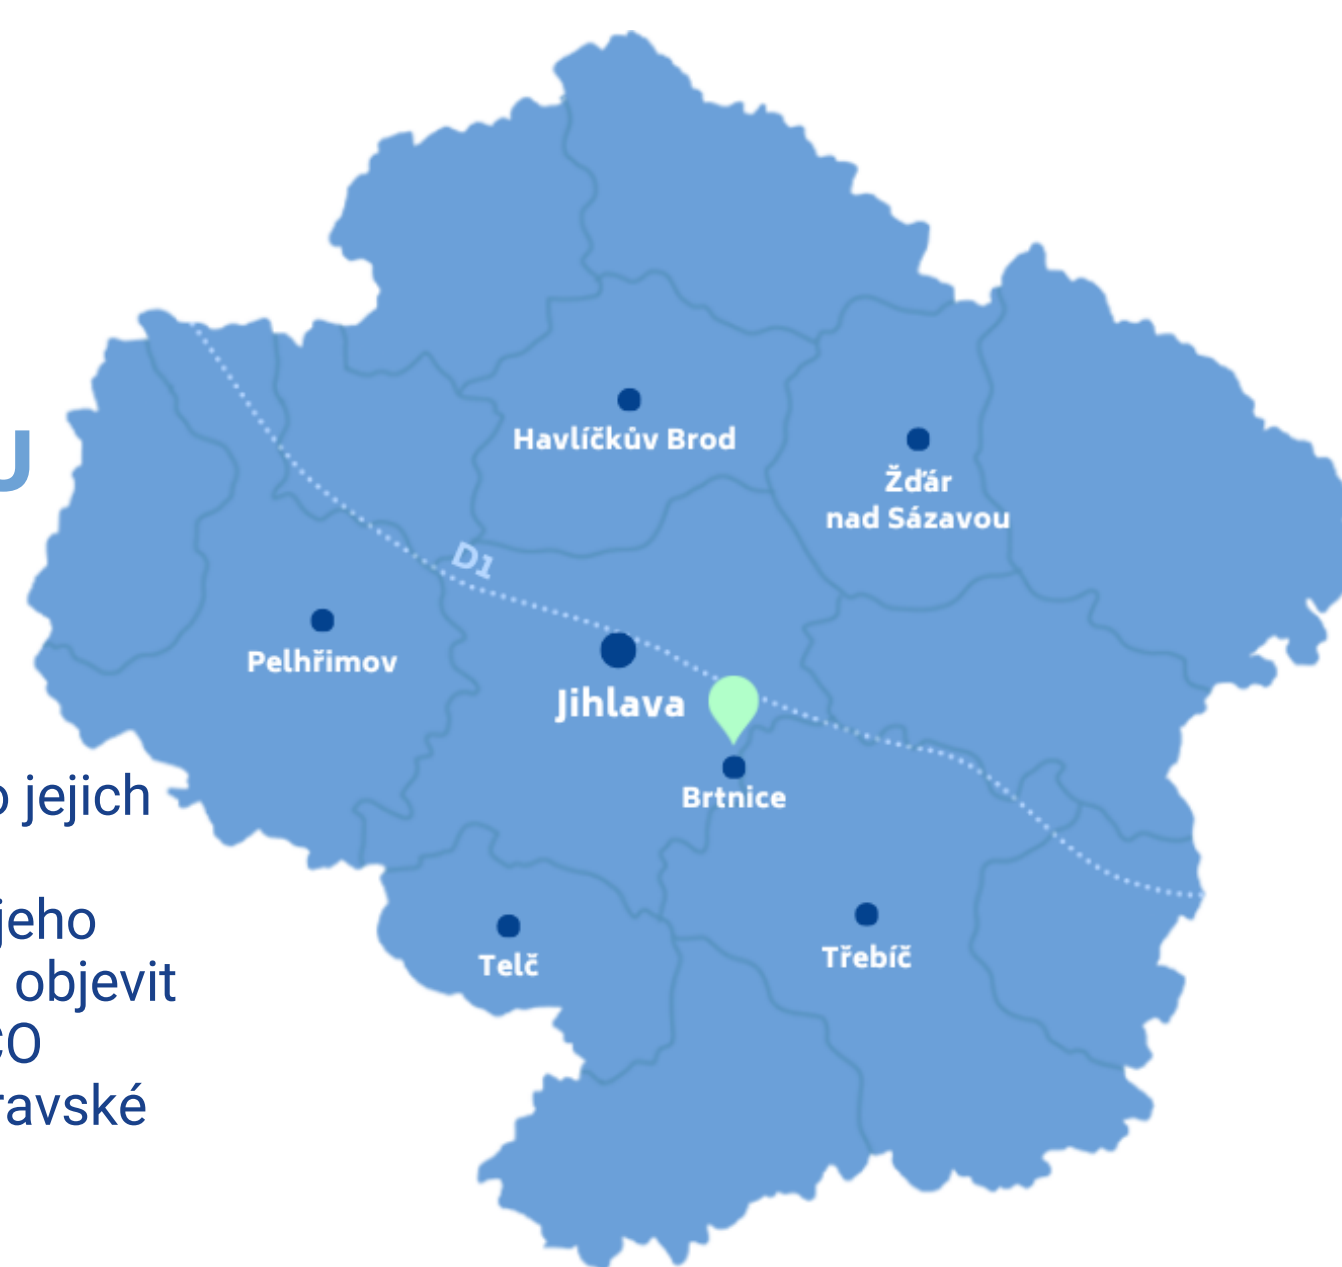 U
jejich
jeho
objevit
CO
ravské
Havlíčkův Brod
Žďár
nad Sázavou
D1
Pelhřimov
Jihlava
Brtnice
Telč
Třebíč